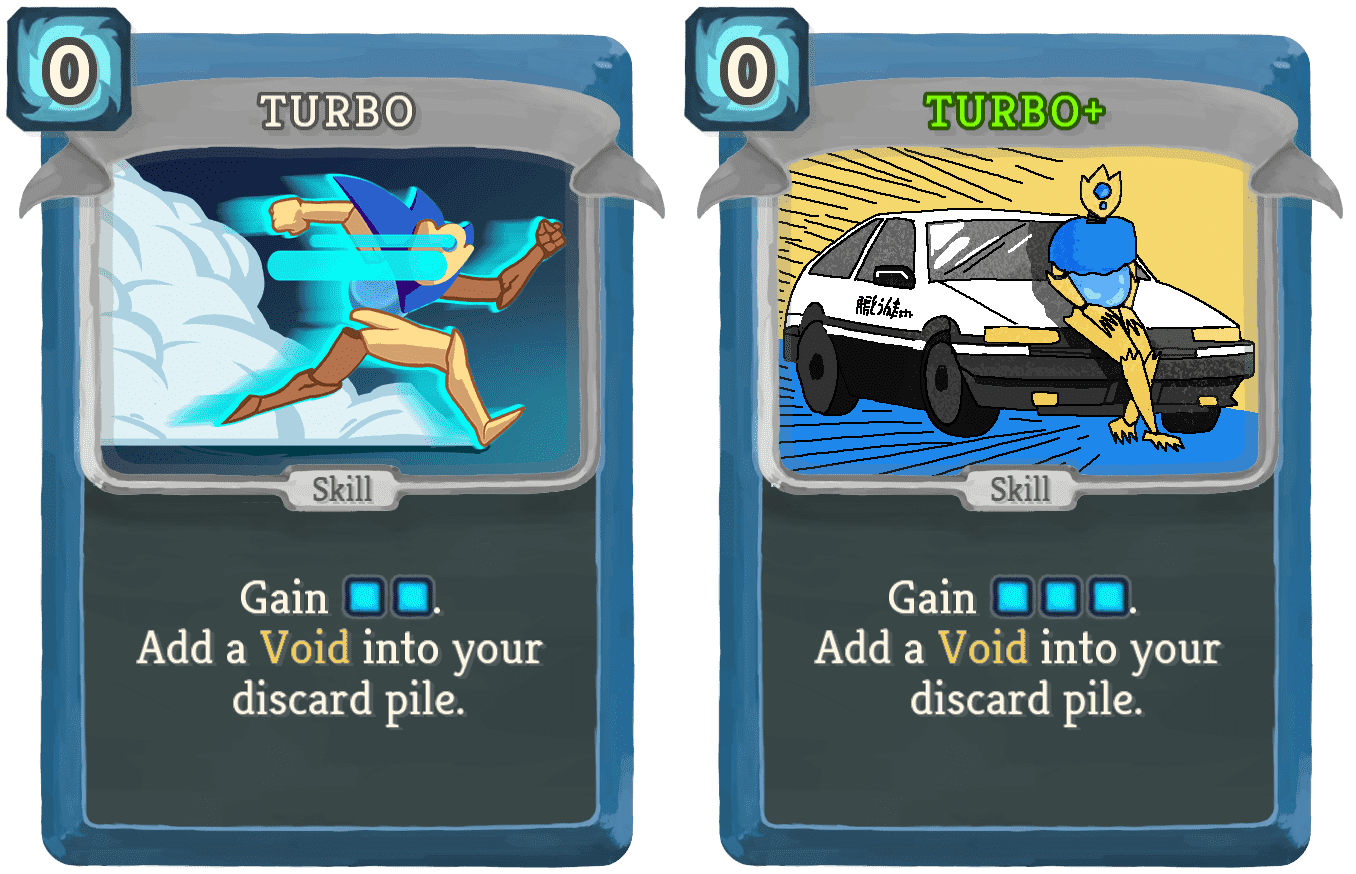 0
TURBO
Skill
Gain
.
Add a Void into your
discard pile.
0
TURBO+
Skill
Gain
.
Add a Void into your
discard pile.